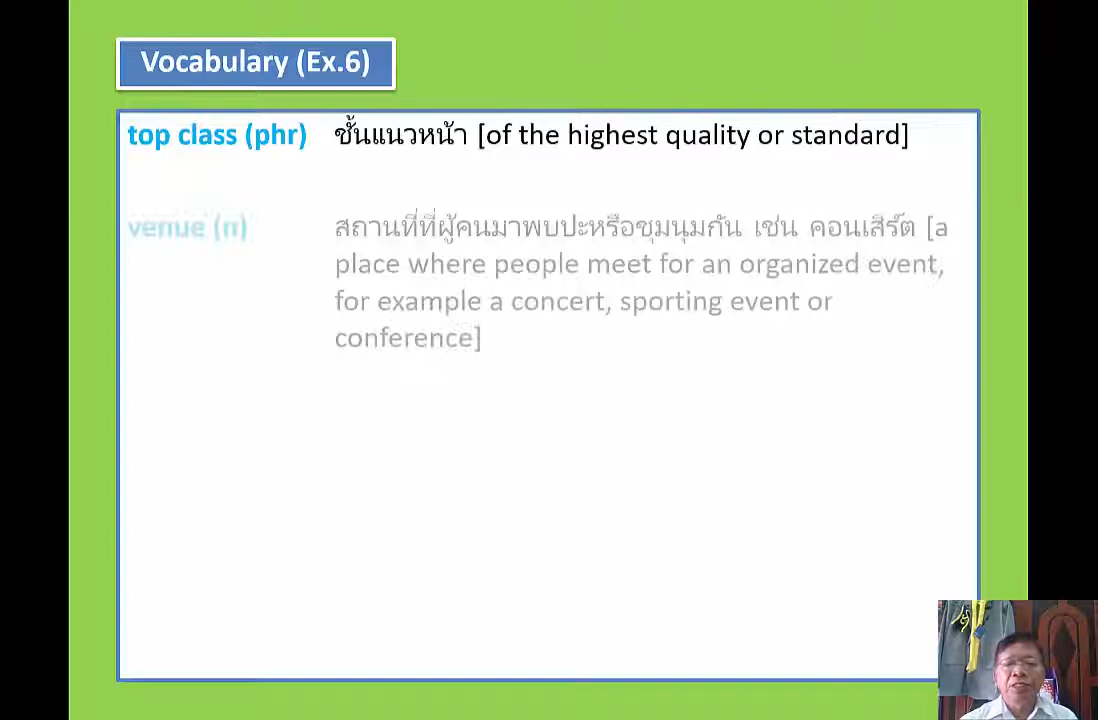 Vocabulary (Ex.6)
top class (phr) ชั้นแนวหน้า [of the highest quality or standard]
venue (n) สถานที่ที่ผู้คนมาพบปะหรือชุมนุมกัน เช่น คอนเสิร์ต [a
place where people meet for an organized event,
for example a concert, sporting event or
conference]